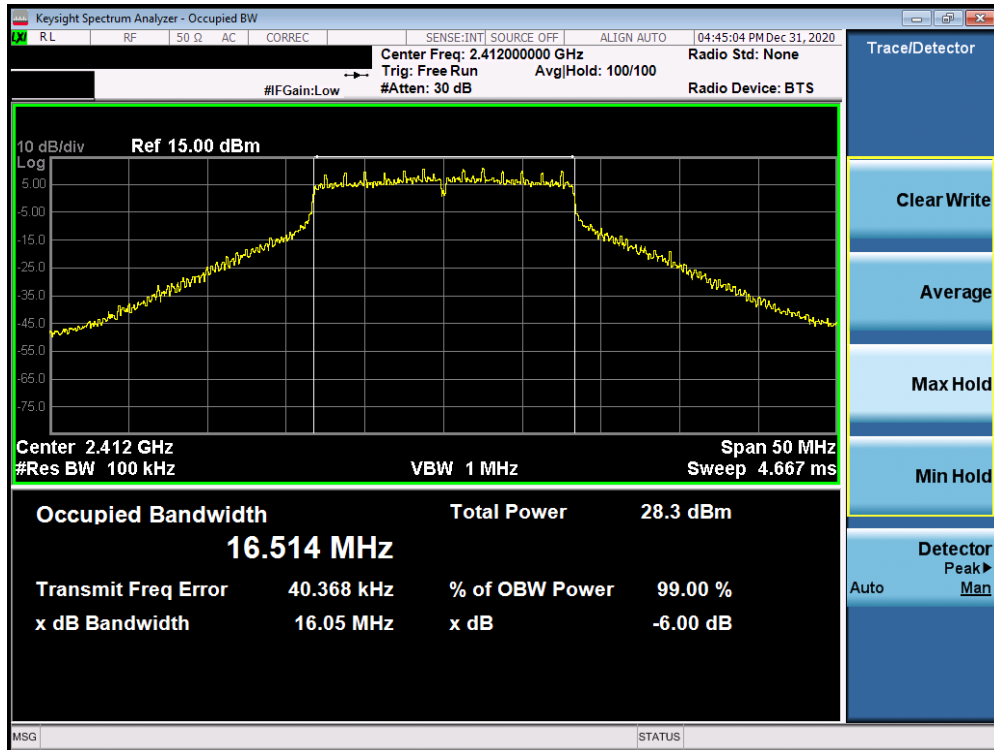 Keysight Spectrum Analyzer - Occupied BW
LXI RL RF 50 Ω AC CORREC SENSE:INT SOURCE OFF ALIGN AUTO 04:45:04 PM Dec 31, 2020
Center Freq: 2.412000000 GHz Radio Std: None
Trig: Free Run Avg|Hold: 100/100
#IFGain:Low #Atten: 30 dB Radio Device: BTS
10 dB/div Ref 15.00 dBm
Log
5.00
-5.00
-15.0
-25.0
-35.0
-45.0
-55.0
-65.0
-75.0
Center 2.412 GHz Span 50 MHz
#Res BW 100 kHz VBW 1 MHz Sweep 4.667 ms
Occupied Bandwidth Total Power 28.3 dBm
16.514 MHz
Transmit Freq Error 40.368 kHz % of OBW Power 99.00 %
x dB Bandwidth 16.05 MHz x dB -6.00 dB
MSG STATUS
Trace/Detector
Clear Write
Average
Max Hold
Min Hold
Detector
Peak▶
Auto Man